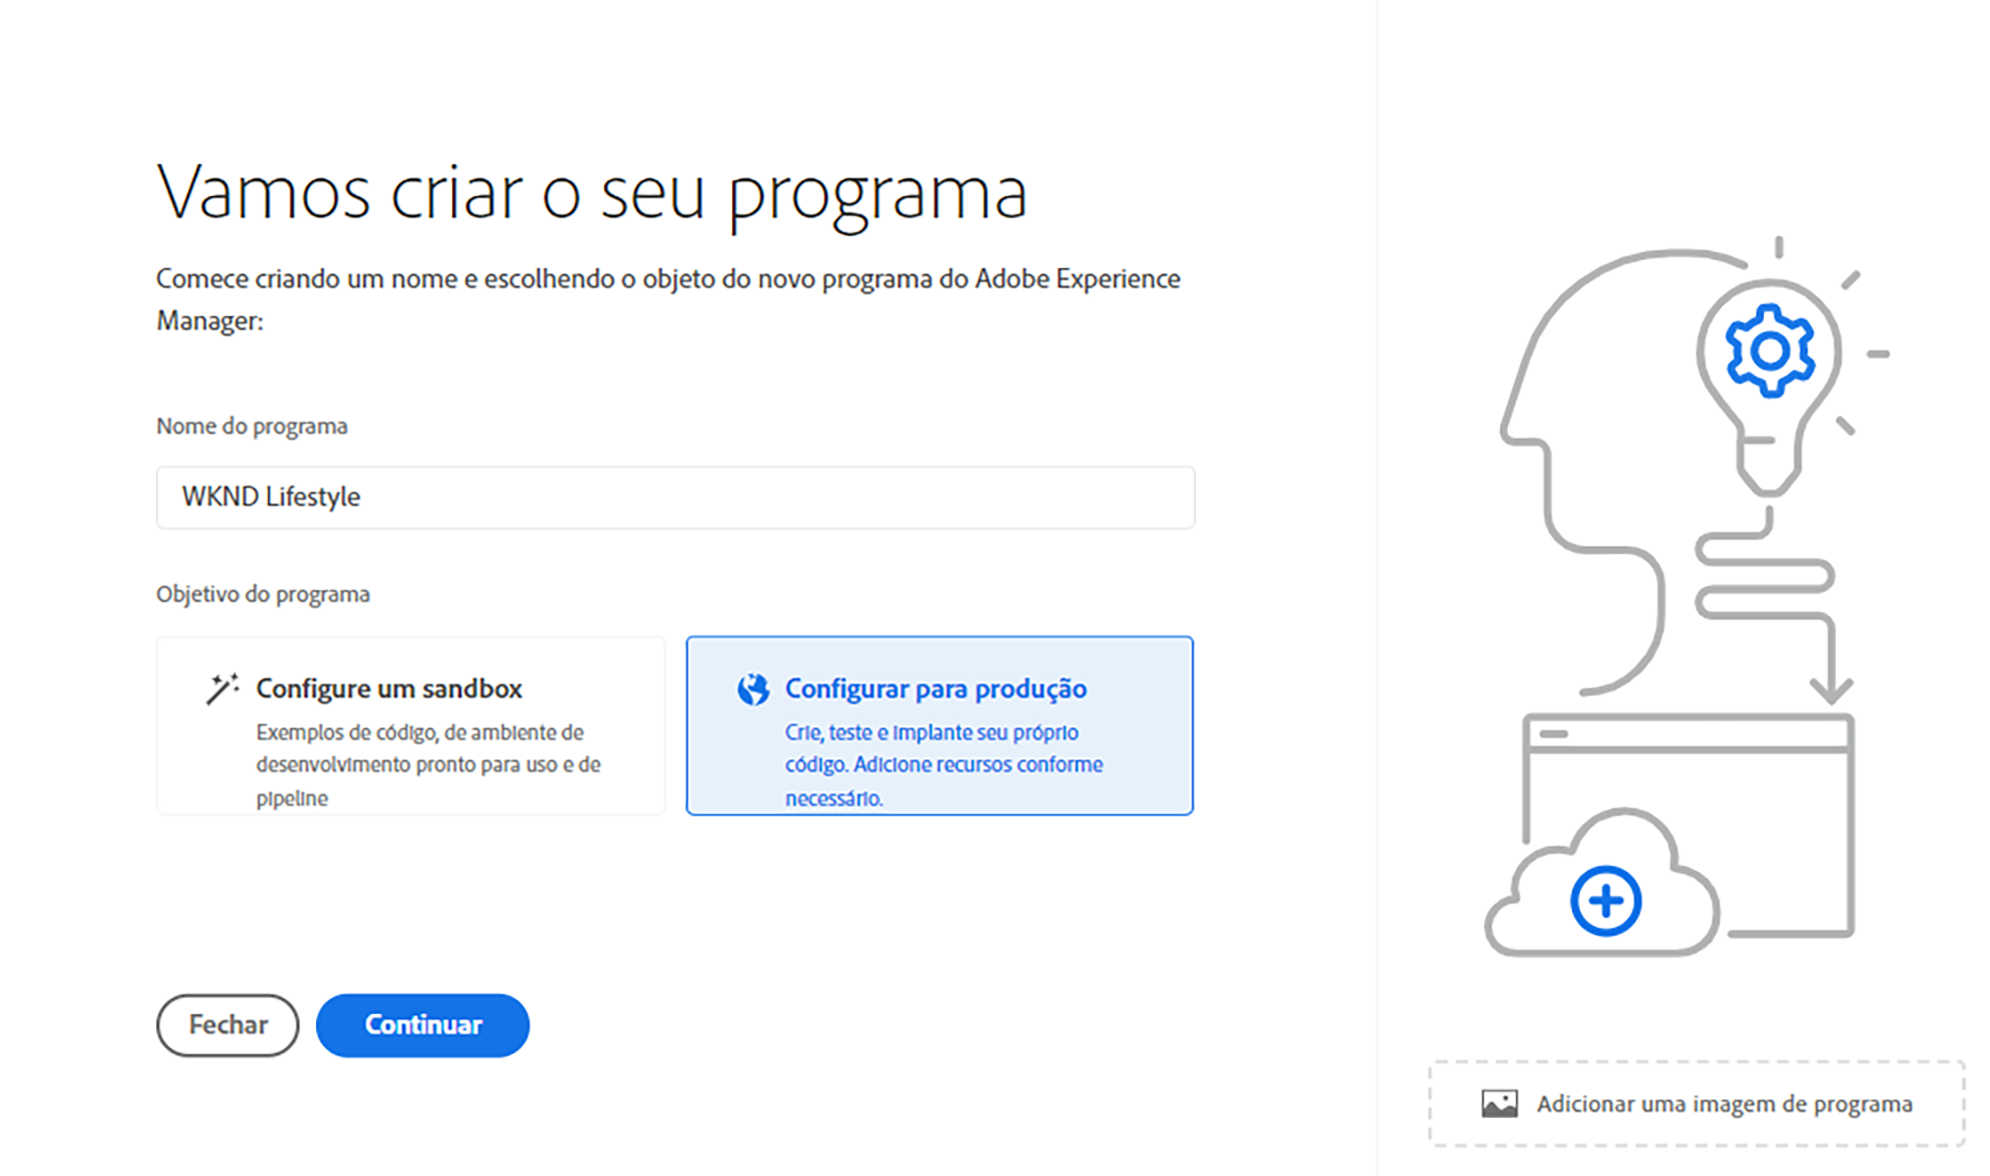 Vamos criar o seu programa
Comece criando um nome e escolhendo o objeto do novo programa do Adobe Experience
Manager:
Nome do programa
WKND Lifestyle
Objetivo do programa
Configure um sandbox
Exemplos de código, de ambiente de
desenvolvimento pronto para uso e de
pipeline
Configurar para produção
Crie, teste e implante seu próprio
código. Adicione recursos conforme
necessário.
Fechar
Continuar
Adicionar uma imagem de programa